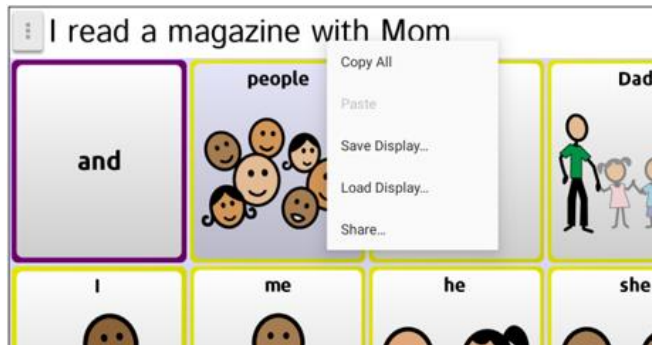 I read a magazine with Mom
Copy All
Paste
Save Display...
Load Display...
Share...
and
people
Dad
I
me
he
she